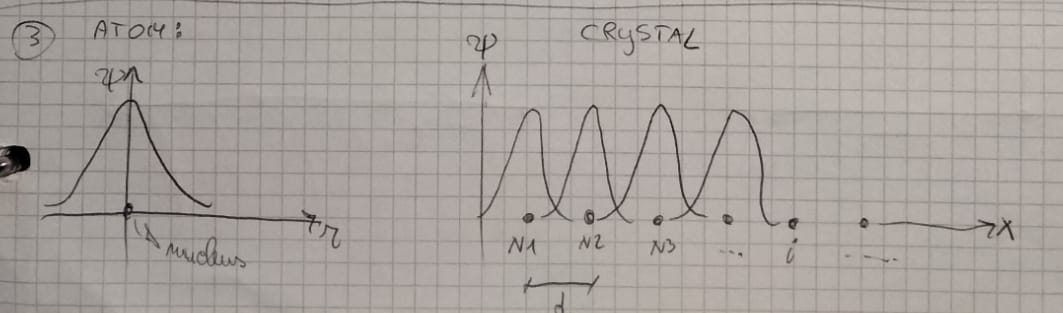 3 ATOM:
ψ
r
nucleus
CRYSTAL
ψ
N1 N2 N3 ... i .....
x
d